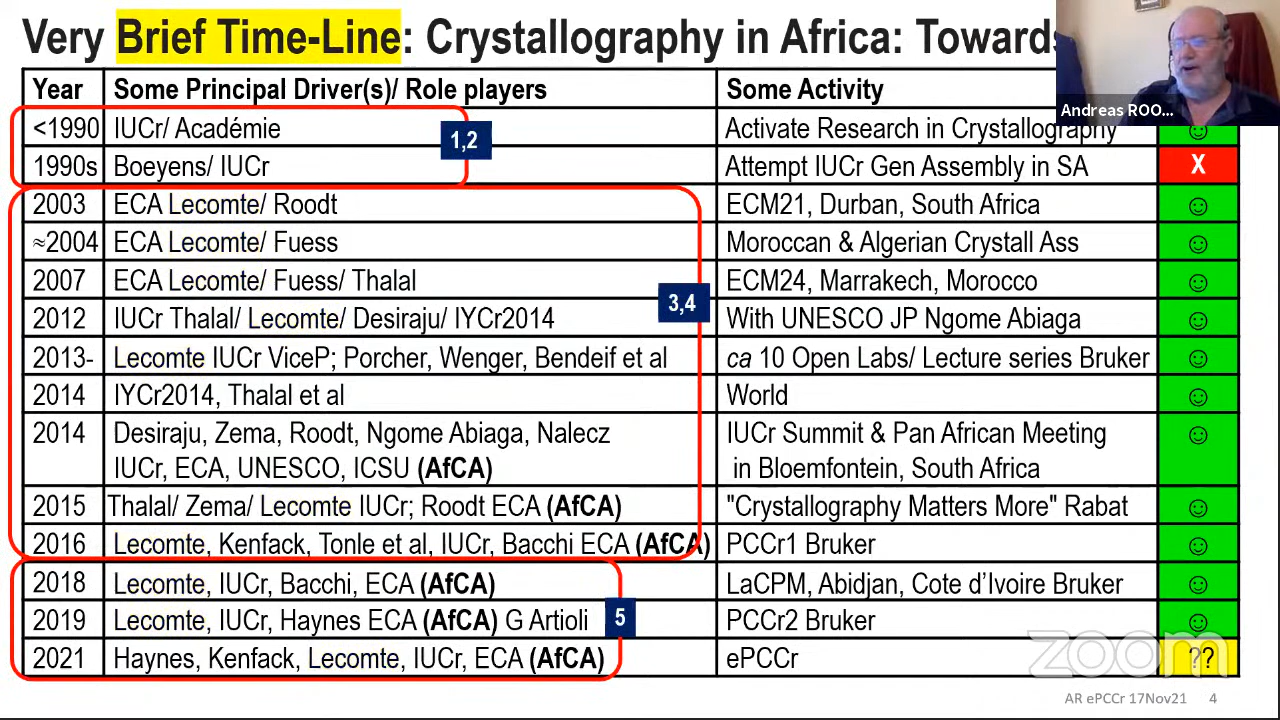 Very Brief Time-Line: Crystallography in Africa: Towards
Andreas ROO...
Year Some Principal Driver(s)/ Role players Some Activity
<1990 IUCr/ Académie Activate Research in Crystallography ☺
1,2
1990s Boeyens/ IUCr Attempt IUCr Gen Assembly in SA X
2003 ECA Lecomte/ Roodt ECM21, Durban, South Africa ☺
≈2004 ECA Lecomte/ Fuess Moroccan & Algerian Crystall Ass ☺
2007 ECA Lecomte/ Fuess/ Thalal ECM24, Marrakech, Morocco ☺
3,4
2012 IUCr Thalal/ Lecomte/ Desiraju/ IYCr2014 With UNESCO JP Ngome Abiaga ☺
2013- Lecomte IUCr ViceP; Porcher, Wenger, Bendeif et al ca 10 Open Labs/ Lecture series Bruker ☺
2014 IYCr2014, Thalal et al World ☺
2014 Desiraju, Zema, Roodt, Ngome Abiaga, Nalecz IUCr Summit & Pan African Meeting ☺
IUCr, ECA, UNESCO, ICSU (AfCA) in Bloemfontein, South Africa
2015 Thalal/ Zema/ Lecomte IUCr; Roodt ECA (AfCA) "Crystallography Matters More" Rabat ☺
2016 Lecomte, Kenfack, Tonle et al, IUCr, Bacchi ECA (AfCA) PCCr1 Bruker ☺
2018 Lecomte, IUCr, Bacchi, ECA (AfCA) LaCPM, Abidjan, Cote d’Ivoire Bruker ☺
2019 Lecomte, IUCr, Haynes ECA (AfCA) G Artioli 5 PCCr2 Bruker ☺
2021 Haynes, Kenfack, Lecomte, IUCr, ECA (AfCA) ePCCr ??
zoom
AR ePCCr 17Nov21 4